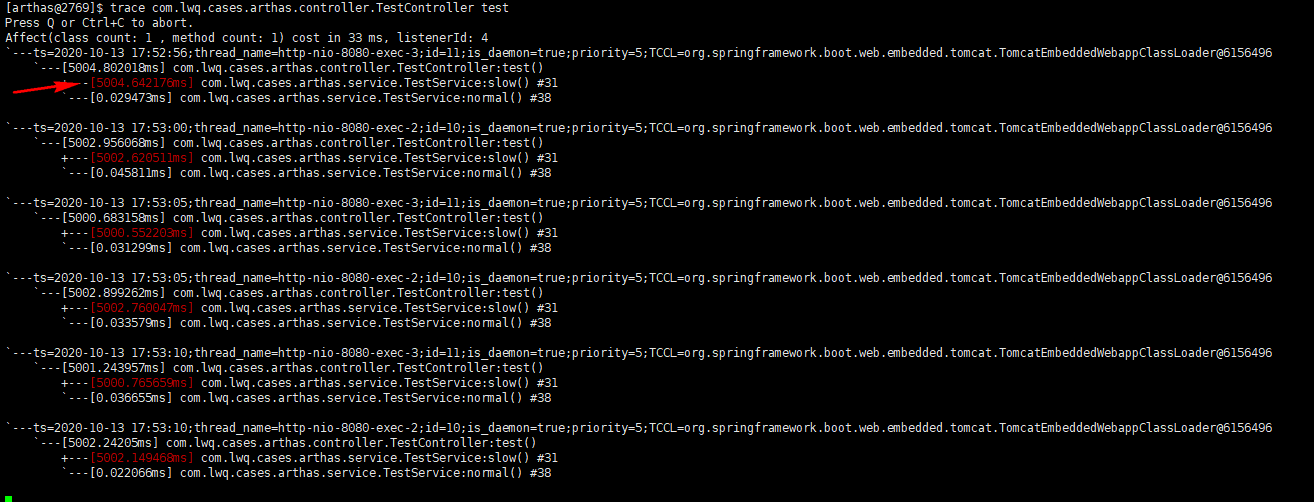 [arthas@2769]$ trace com.lwq.cases.arthas.controller.TestController test
Press Q or Ctrl+C to abort.
Affect(class count: 1 , method count: 1) cost in 33 ms, listenerId: 4
`---ts=2020-10-13 17:52:56;thread_name=http-nio-8080-exec-3;id=11;is_daemon=true;priority=5;TCCL=org.springframework.boot.web.embedded.tomcat.TomcatEmbeddedWebappClassLoader@6156496
    `---[5004.802018ms] com.lwq.cases.arthas.controller.TestController:test()
        +---[5004.642176ms] com.lwq.cases.arthas.service.TestService:slow() #31
        `---[0.029473ms] com.lwq.cases.arthas.service.TestService:normal() #38

`---ts=2020-10-13 17:53:00;thread_name=http-nio-8080-exec-2;id=10;is_daemon=true;priority=5;TCCL=org.springframework.boot.web.embedded.tomcat.TomcatEmbeddedWebappClassLoader@6156496
    `---[5002.956068ms] com.lwq.cases.arthas.controller.TestController:test()
        +---[5002.620511ms] com.lwq.cases.arthas.service.TestService:slow() #31
        `---[0.045811ms] com.lwq.cases.arthas.service.TestService:normal() #38

`---ts=2020-10-13 17:53:05;thread_name=http-nio-8080-exec-3;id=11;is_daemon=true;priority=5;TCCL=org.springframework.boot.web.embedded.tomcat.TomcatEmbeddedWebappClassLoader@6156496
    `---[5000.683158ms] com.lwq.cases.arthas.controller.TestController:test()
        +---[5000.552203ms] com.lwq.cases.arthas.service.TestService:slow() #31
        `---[0.031299ms] com.lwq.cases.arthas.service.TestService:normal() #38

`---ts=2020-10-13 17:53:05;thread_name=http-nio-8080-exec-2;id=10;is_daemon=true;priority=5;TCCL=org.springframework.boot.web.embedded.tomcat.TomcatEmbeddedWebappClassLoader@6156496
    `---[5002.899262ms] com.lwq.cases.arthas.controller.TestController:test()
        +---[5002.760047ms] com.lwq.cases.arthas.service.TestService:slow() #31
        `---[0.033579ms] com.lwq.cases.arthas.service.TestService:normal() #38

`---ts=2020-10-13 17:53:10;thread_name=http-nio-8080-exec-3;id=11;is_daemon=true;priority=5;TCCL=org.springframework.boot.web.embedded.tomcat.TomcatEmbeddedWebappClassLoader@6156496
    `---[5001.243957ms] com.lwq.cases.arthas.controller.TestController:test()
        +---[5000.765659ms] com.lwq.cases.arthas.service.TestService:slow() #31
        `---[0.036655ms] com.lwq.cases.arthas.service.TestService:normal() #38

`---ts=2020-10-13 17:53:10;thread_name=http-nio-8080-exec-2;id=10;is_daemon=true;priority=5;TCCL=org.springframework.boot.web.embedded.tomcat.TomcatEmbeddedWebappClassLoader@6156496
    `---[5002.24205ms] com.lwq.cases.arthas.controller.TestController:test()
        +---[5002.149468ms] com.lwq.cases.arthas.service.TestService:slow() #31
        `---[0.022066ms] com.lwq.cases.arthas.service.TestService:normal() #38